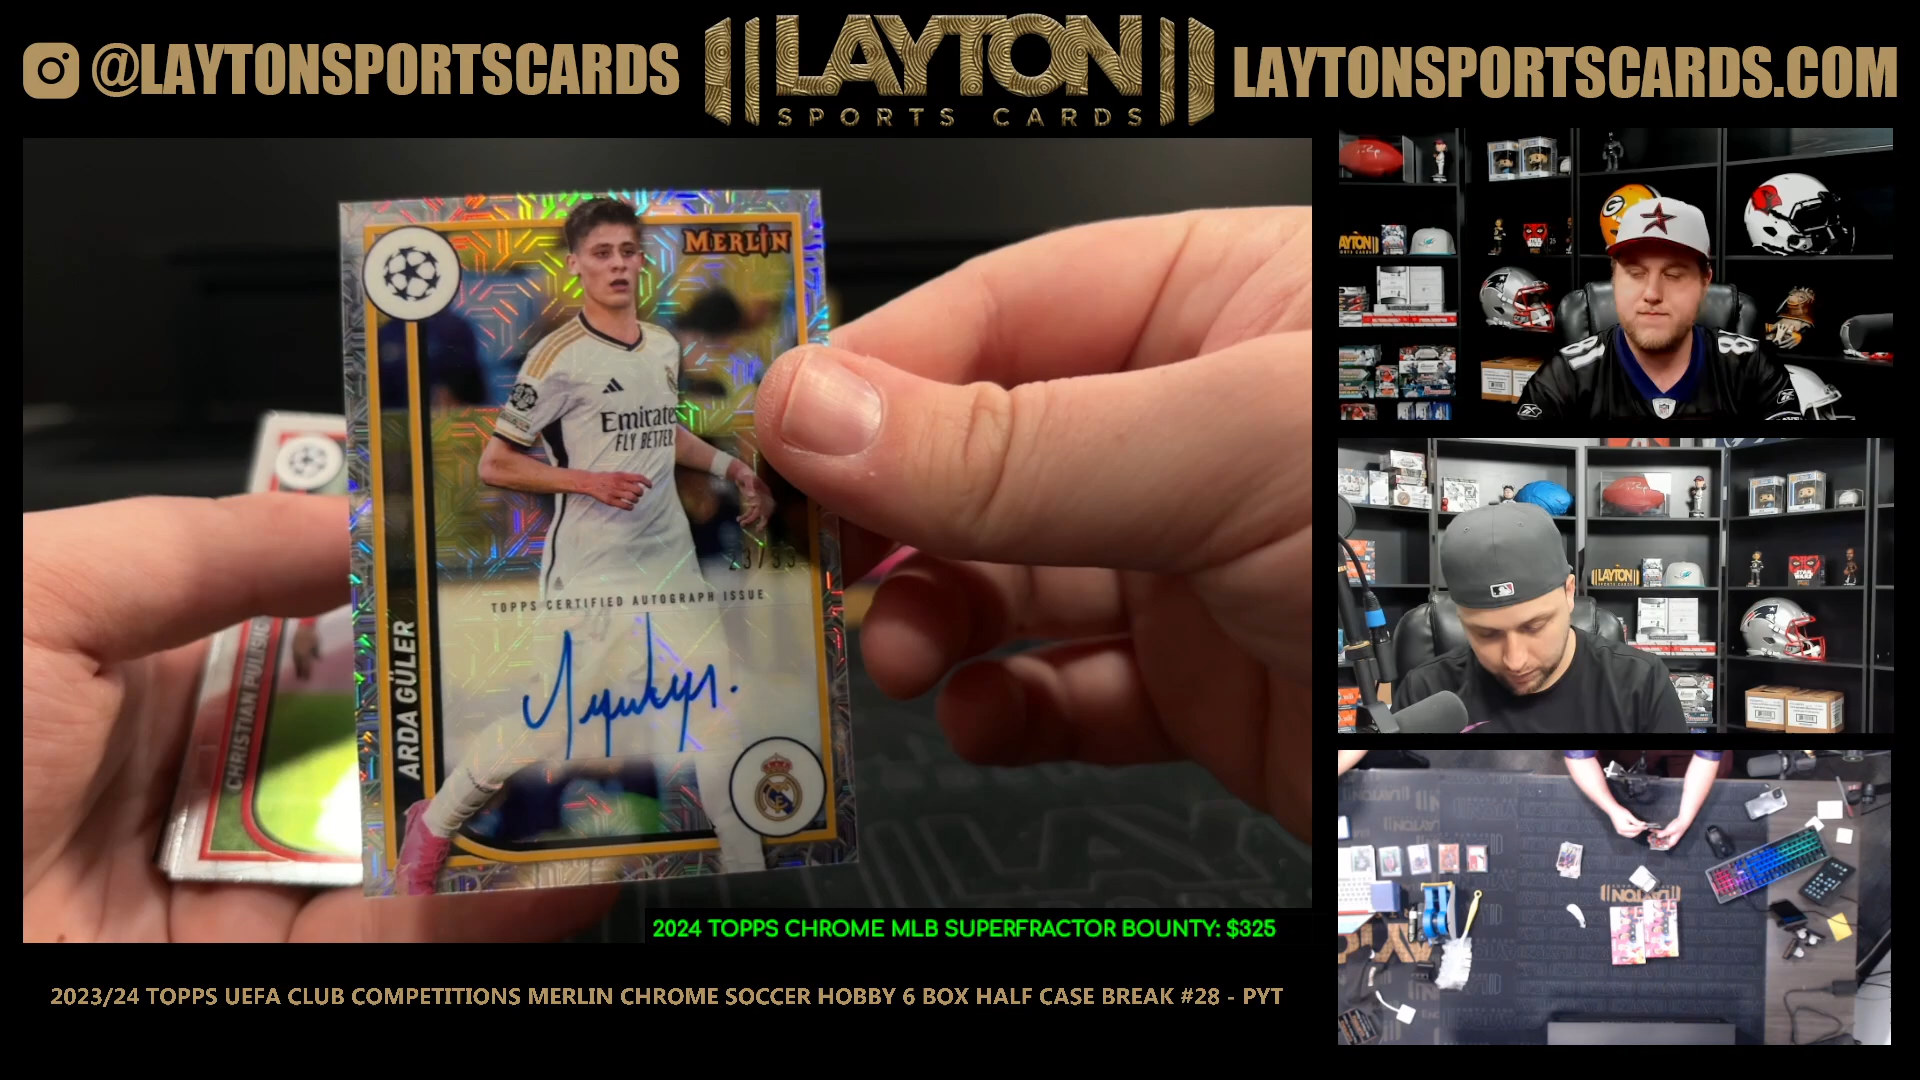 @LAYTONSPORTSCARDS
LAYTON
SPORTS CARDS
LAYTONSPORTSCARDS.COM
MERLIN
Emirates
FLY BETTER
TOPPS CERTIFIED AUTOGRAPH ISSUE
ARDA GÜLER
CHRISTIAN PULISIC
2024 TOPPS CHROME MLB SUPERFRACTOR BOUNTY: $325
2023/24 TOPPS UEFA CLUB COMPETITIONS MERLIN CHROME SOCCER HOBBY 6 BOX HALF CASE BREAK #28 - PYT
LAYTON
LAYTON